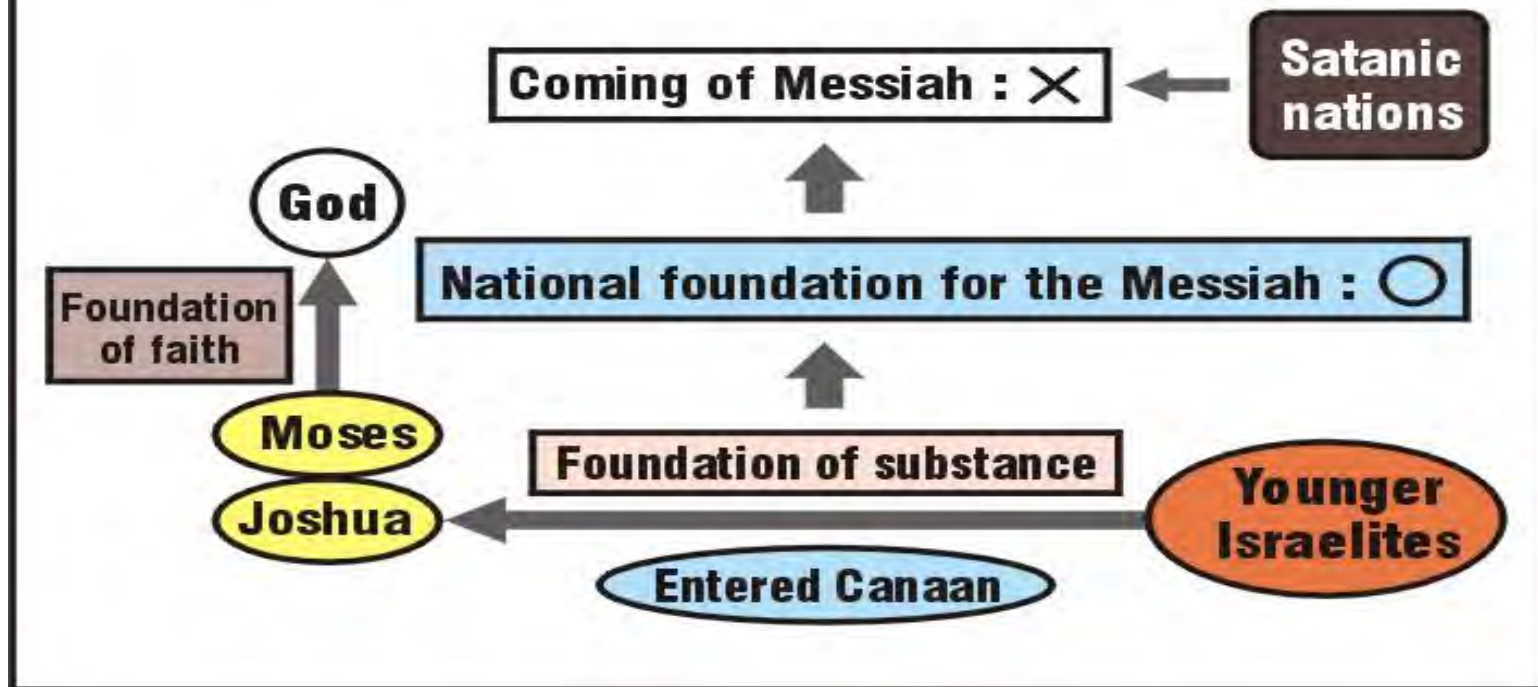 Coming of Messiah : ✕
Satanic
nations
God
National foundation for the Messiah : ◯
Foundation
of faith
Moses
Foundation of substance
Younger
Israelites
Joshua
Entered Canaan